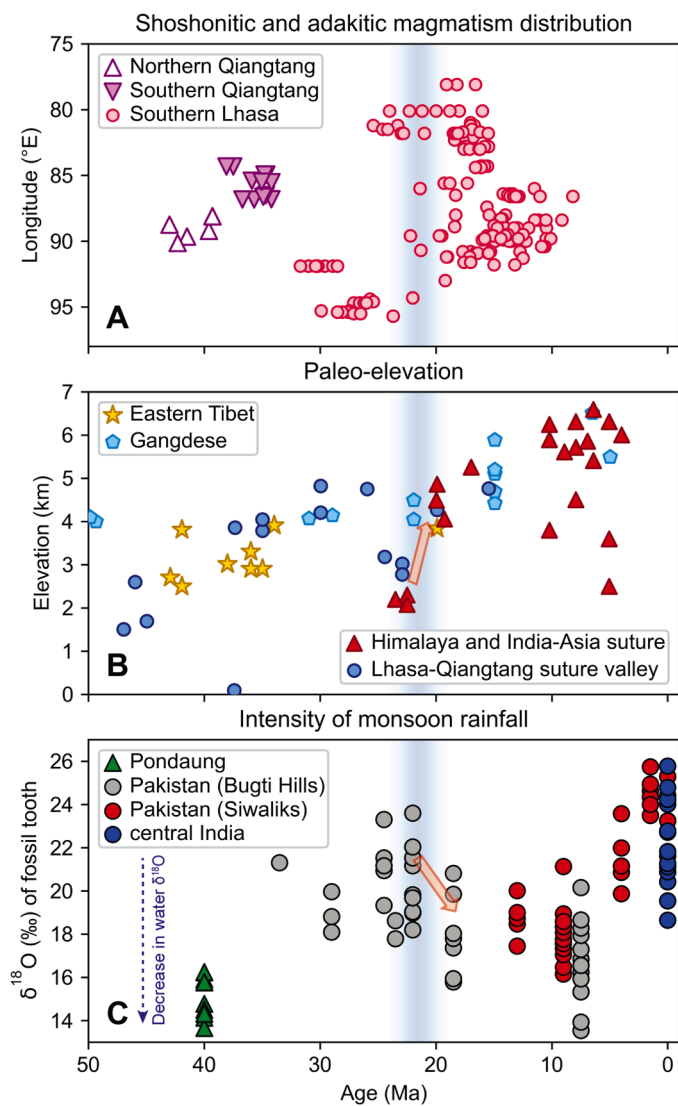 Shoshonitic and adakitic magmatism distribution
75
80
85
90
95
Longitude (°E)
Northern Qiangtang
Southern Qiangtang
Southern Lhasa
A
Paleo-elevation
7
6
5
4
3
2
1
0
Elevation (km)
Eastern Tibet
Gangdese
Himalaya and India-Asia suture
Lhasa-Qiangtang suture valley
B
Intensity of monsoon rainfall
26
24
22
20
18
16
14
δ¹⁸O (‰) of fossil tooth
Pondaung
Pakistan (Bugti Hills)
Pakistan (Siwaliks)
central India
Decrease in water δ¹⁸O
C
50 40 30 20 10 0
Age (Ma)